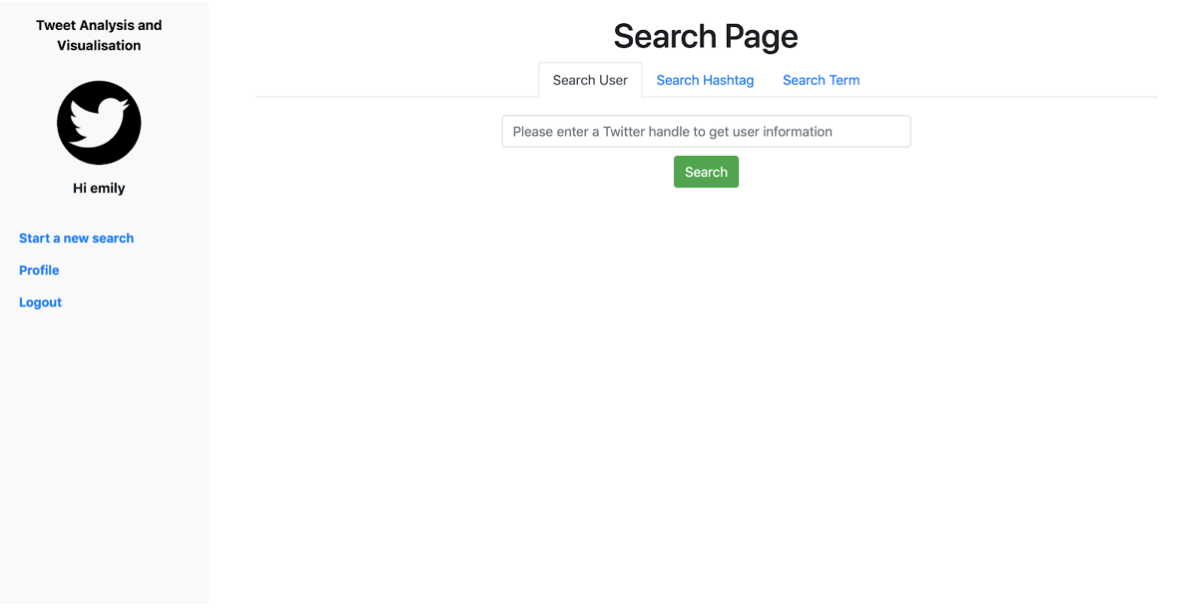 Tweet Analysis and
Visualisation
Hi emily
Start a new search
Profile
Logout
Search Page
Search User
Search Hashtag
Search Term
Please enter a Twitter handle to get user information
Search